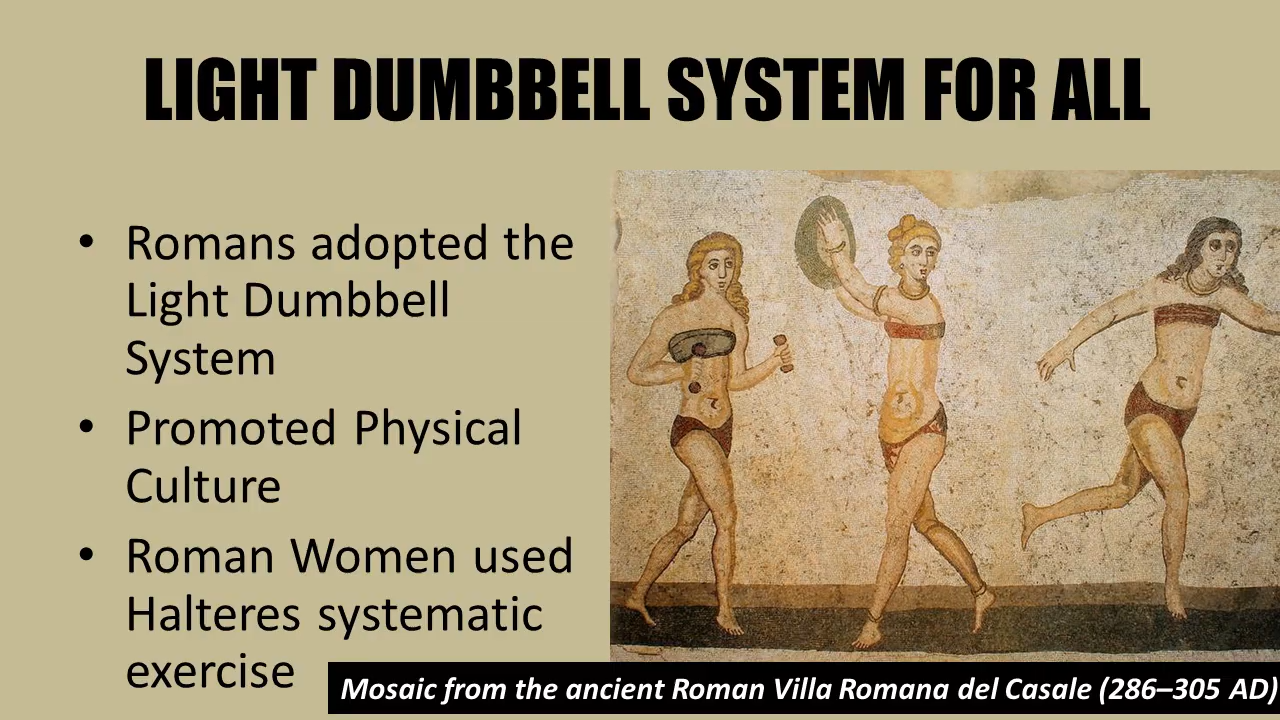 LIGHT DUMBBELL SYSTEM FOR ALL
• Romans adopted the
Light Dumbbell
System
• Promoted Physical
Culture
• Roman Women used
Halteres systematic
exercise
Mosaic from the ancient Roman Villa Romana del Casale (286–305 AD)